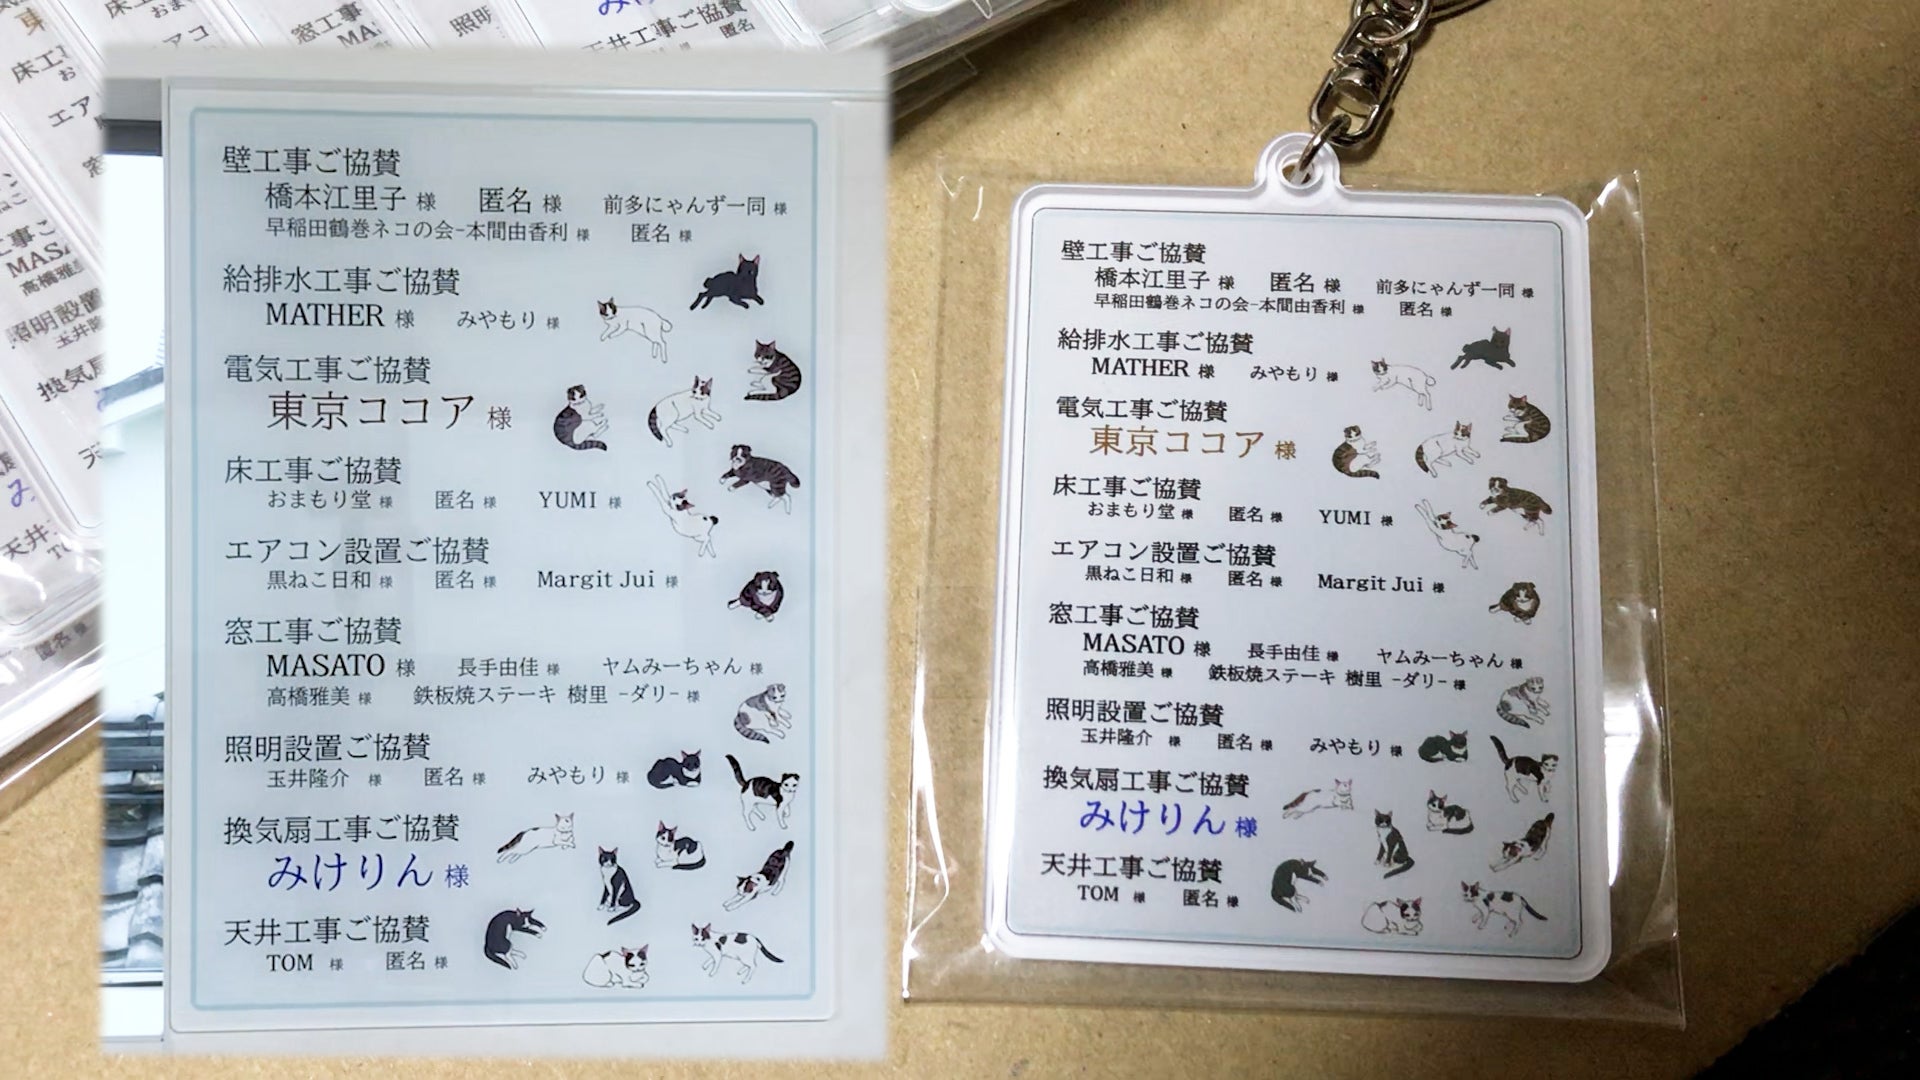 壁工事ご協賛
橋本江里子 様 匿名 様 前多にゃんず一同 様
早稲田鶴巻ネコの会-本間由香利 様 匿名 様
給排水工事ご協賛
MATHER 様 みやもり 様
電気工事ご協賛
東京ココア 様
床工事ご協賛
おまもり堂 様 匿名 様 YUMI 様
エアコン設置ご協賛
黒ねこ日和 様 匿名 様 Margit Jui 様
窓工事ご協賛
MASATO 様 長手由佳 様 ヤムみーちゃん 様
高橋雅美 様 鉄板焼ステーキ 樹里 -ダリ- 様
照明設置ご協賛
玉井隆介 様 匿名 様 みやもり 様
換気扇工事ご協賛
みけりん 様
天井工事ご協賛
TOM 様 匿名 様
壁工事ご協賛
橋本江里子 様 匿名 様 前多にゃんず一同 様
早稲田鶴巻ネコの会-本間由香利 様 匿名 様
給排水工事ご協賛
MATHER 様 みやもり 様
電気工事ご協賛
東京ココア 様
床工事ご協賛
おまもり堂 様 匿名 様 YUMI 様
エアコン設置ご協賛
黒ねこ日和 様 匿名 様 Margit Jui 様
窓工事ご協賛
MASATO 様 長手由佳 様 ヤムみーちゃん 様
高橋雅美 様 鉄板焼ステーキ 樹里 -ダリ- 様
照明設置ご協賛
玉井隆介 様 匿名 様 みやもり 様
換気扇工事ご協賛
みけりん 様
天井工事ご協賛
TOM 様 匿名 様